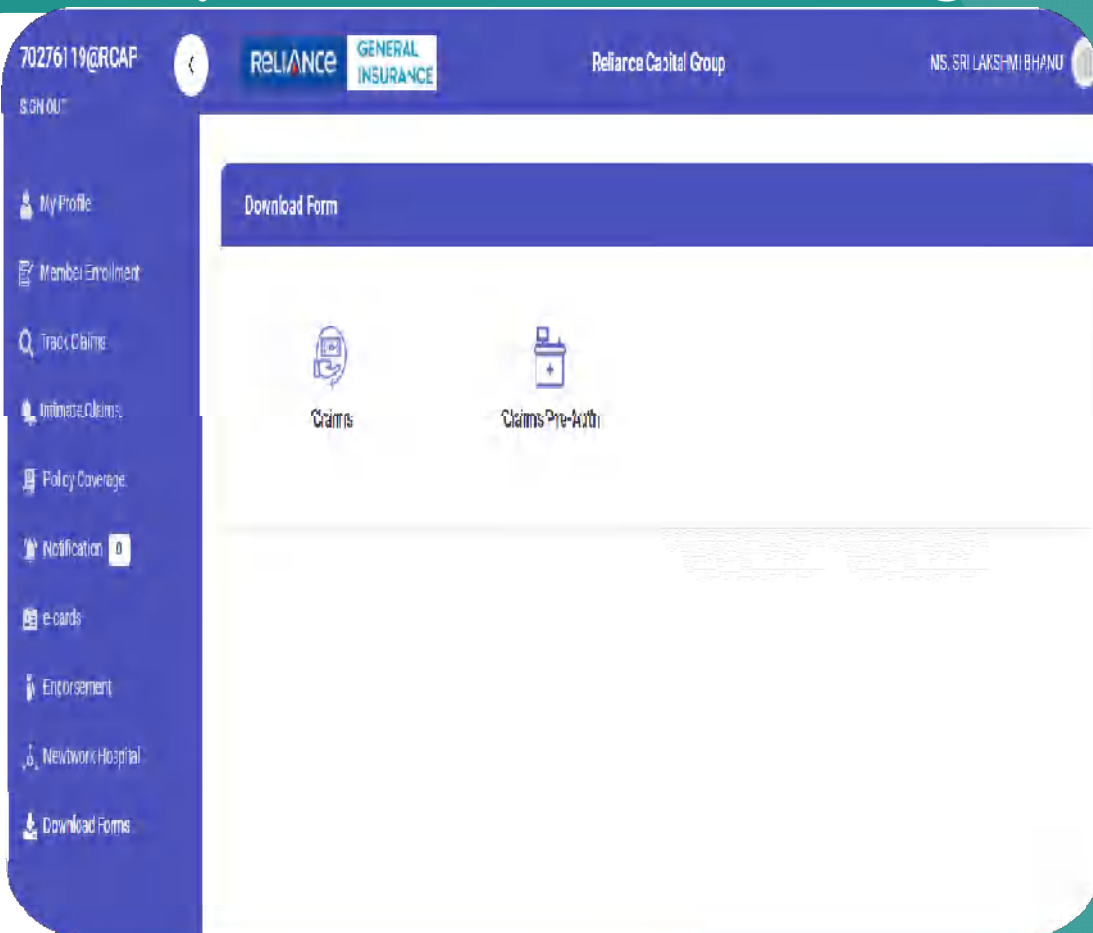 70276119@RCAP
SIGN OUT
RELIANCE GENERAL INSURANCE
Reliance Capital Group
MS. SRI LAKSHMI BHANU
My Profile
Member Enrollment
Track Claims
Intimate Claims
Policy Coverage
Notification 0
e-cards
Endorsement
Newtwork Hospital
Download Forms
Download Form
Claims
Claims Pre-Auth